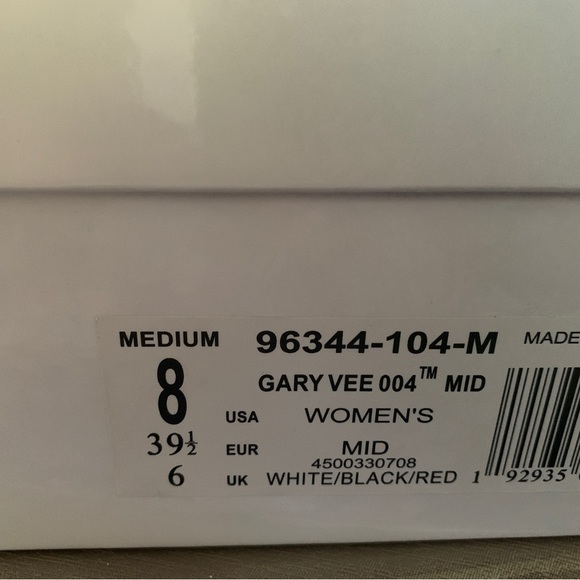 MEDIUM 96344-104-M MADE
GARY VEE 004™ MID
8 USA WOMEN'S
39½ EUR MID
4500330708
6 UK WHITE/BLACK/RED 1 92935